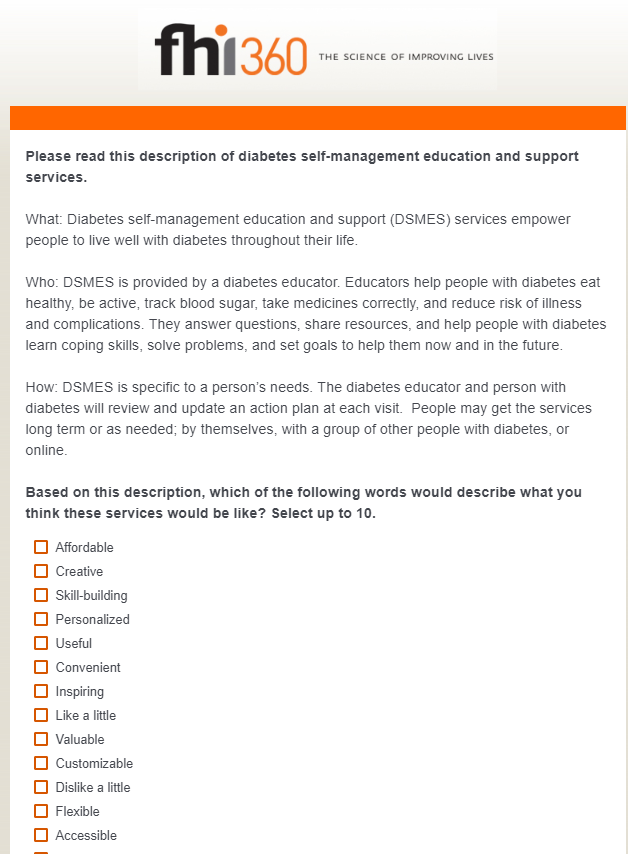 fhi360 THE SCIENCE OF IMPROVING LIVES
Please read this description of diabetes self-management education and support
services.
What: Diabetes self-management education and support (DSMES) services empower
people to live well with diabetes throughout their life.
Who: DSMES is provided by a diabetes educator. Educators help people with diabetes eat
healthy, be active, track blood sugar, take medicines correctly, and reduce risk of illness
and complications. They answer questions, share resources, and help people with diabetes
learn coping skills, solve problems, and set goals to help them now and in the future.
How: DSMES is specific to a person’s needs. The diabetes educator and person with
diabetes will review and update an action plan at each visit.  People may get the services
long term or as needed; by themselves, with a group of other people with diabetes, or
online.
Based on this description, which of the following words would describe what you
think these services would be like? Select up to 10.
Affordable
Creative
Skill-building
Personalized
Useful
Convenient
Inspiring
Like a little
Valuable
Customizable
Dislike a little
Flexible
Accessible